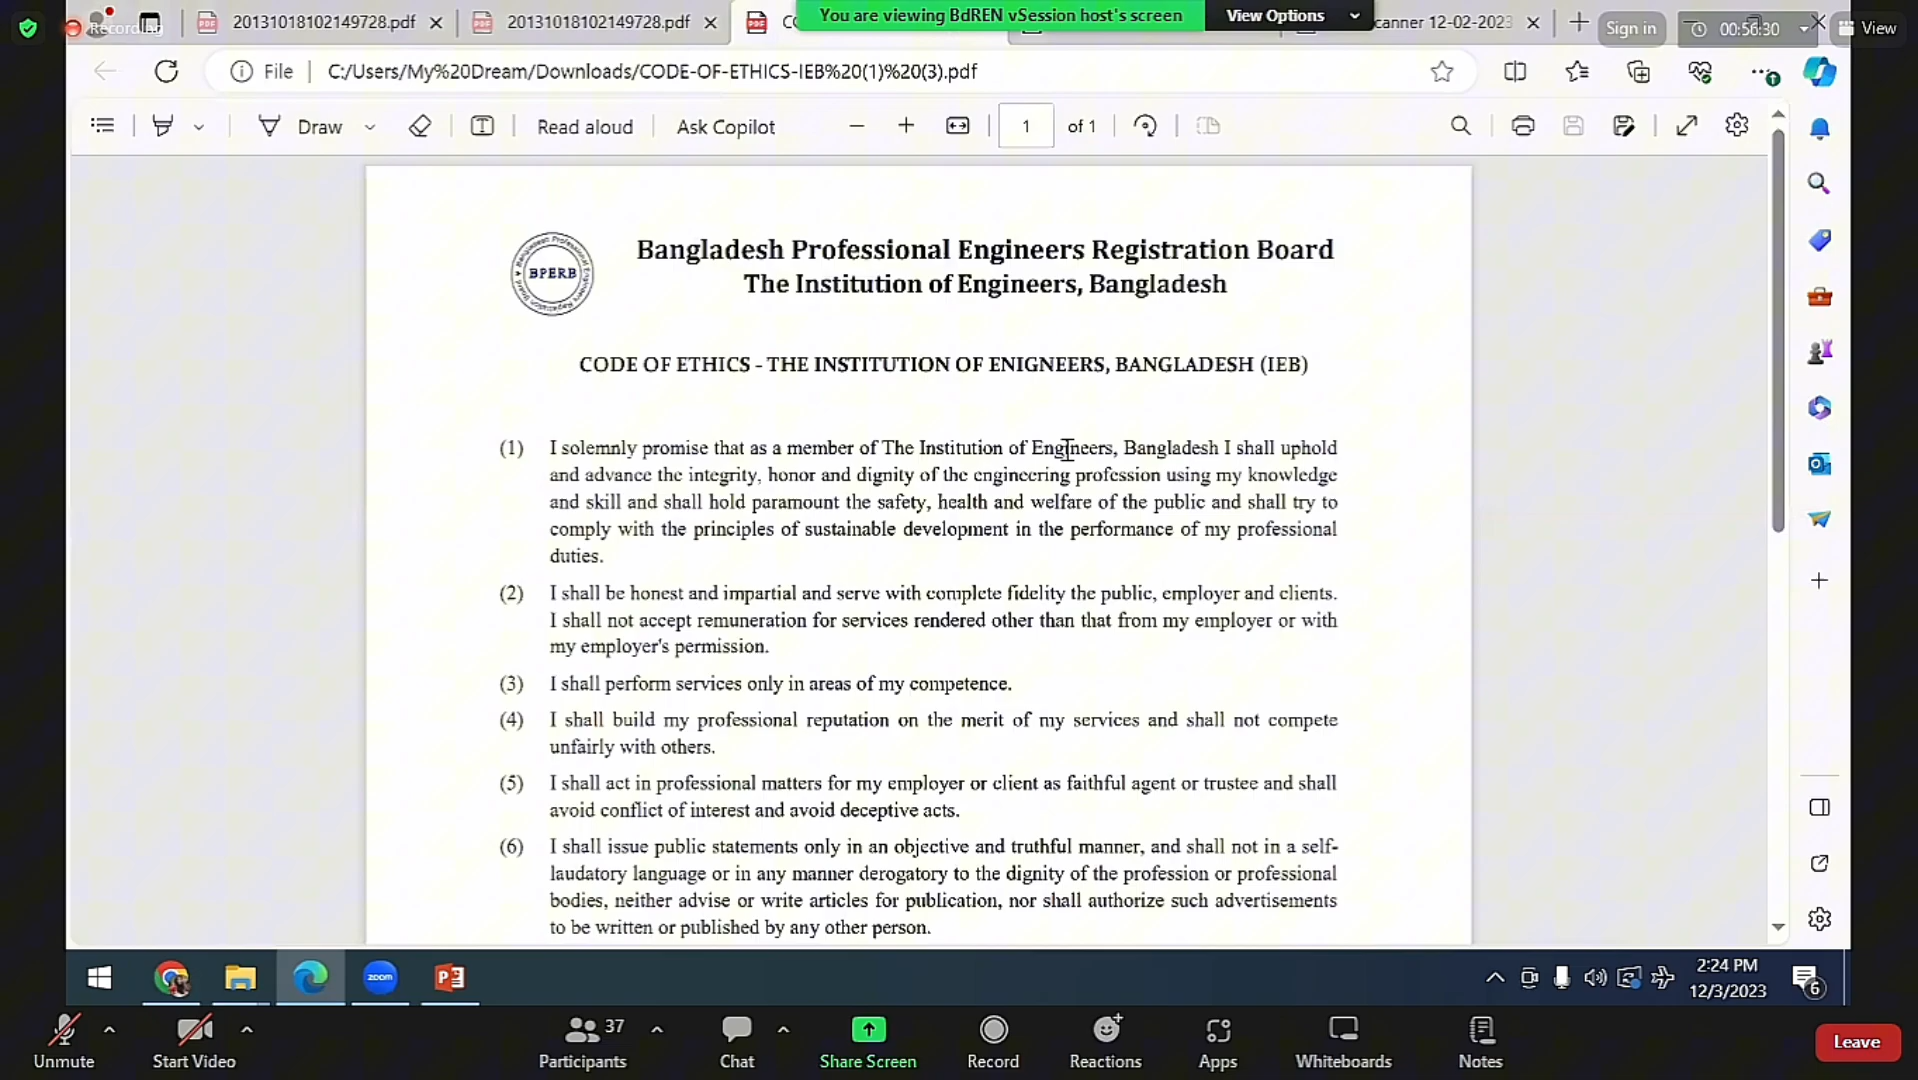 Recording
20131018102149728.pdf
20131018102149728.pdf
You are viewing BdREN vSession host's screen
View Options
canner 12-02-2023
Sign in
00:56:30
View
File
C:/Users/My%20Dream/Downloads/CODE-OF-ETHICS-IEB%20(1)%20(3).pdf
Draw
Read aloud
Ask Copilot
1
of 1
BPERB
Bangladesh Professional Engineers Registration Board
Bangladesh Professional Engineers Registration Board
The Institution of Engineers, Bangladesh
CODE OF ETHICS - THE INSTITUTION OF ENIGNEERS, BANGLADESH (IEB)
(1) I solemnly promise that as a member of The Institution of Engineers, Bangladesh I shall uphold
and advance the integrity, honor and dignity of the engineering profession using my knowledge
and skill and shall hold paramount the safety, health and welfare of the public and shall try to
comply with the principles of sustainable development in the performance of my professional
duties.
(2) I shall be honest and impartial and serve with complete fidelity the public, employer and clients.
I shall not accept remuneration for services rendered other than that from my employer or with
my employer's permission.
(3) I shall perform services only in areas of my competence.
(4) I shall build my professional reputation on the merit of my services and shall not compete
unfairly with others.
(5) I shall act in professional matters for my employer or client as faithful agent or trustee and shall
avoid conflict of interest and avoid deceptive acts.
(6) I shall issue public statements only in an objective and truthful manner, and shall not in a self-
laudatory language or in any manner derogatory to the dignity of the profession or professional
bodies, neither advise or write articles for publication, nor shall authorize such advertisements
to be written or published by any other person.
zoom
2:24 PM
12/3/2023
6
Unmute
Start Video
37
Participants
Chat
Share Screen
Record
Reactions
Apps
Whiteboards
Notes
Leave